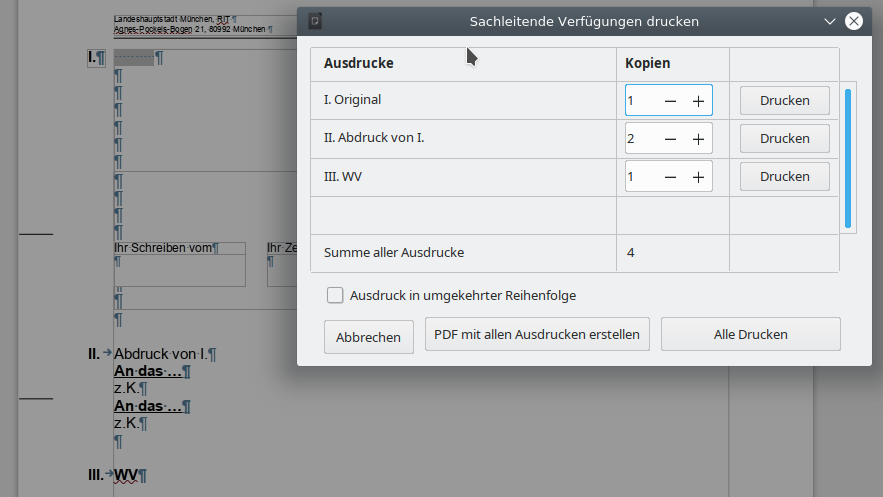 Landeshauptstadt·München,·RIT·¶
Agnes-Pockels-Bogen·21,·80992·München·¶
Sachleitende Verfügungen drucken
I.¶ ¶
¶
¶
¶
¶
¶
¶
¶
¶
¶
¶
Ausdrucke Kopien
I. Original 1 − + Drucken
II. Abdruck von I. 2 − + Drucken
III. WV 1 − + Drucken
Summe aller Ausdrucke 4
Ausdruck in umgekehrter Reihenfolge
Abbrechen PDF mit allen Ausdrucken erstellen Alle Drucken
Ihr·Schreiben·vom¶ Ihr·Ze
¶ ¶
¶
¶
II.→Abdruck·von·I.¶
An·das·…¶
z.K.¶
An·das·…¶
z.K.¶
¶
III.→WV¶